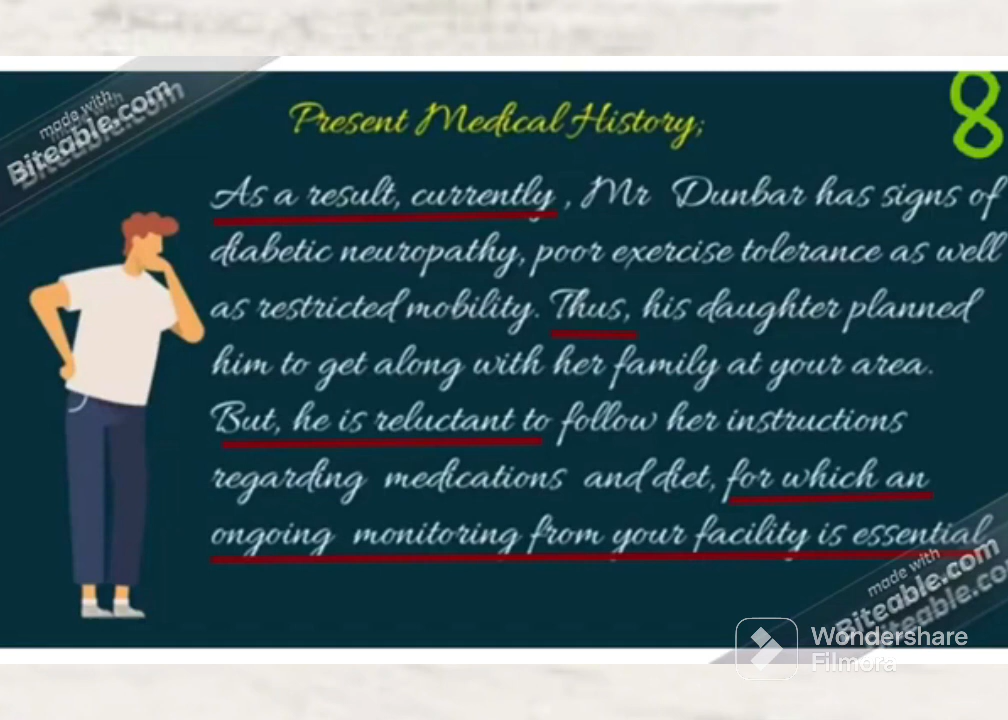 made with
Biteable.com
8
Present Medical History;
As a result, currently , Mr Dunbar has signs of
diabetic neuropathy, poor exercise tolerance as well
as restricted mobility. Thus, his daughter planned
him to get along with her family at your area.
But, he is reluctant to follow her instructions
regarding medications and diet, for which an
ongoing monitoring from your facility is essential
made with
Biteable.com
Wondershare
Filmora